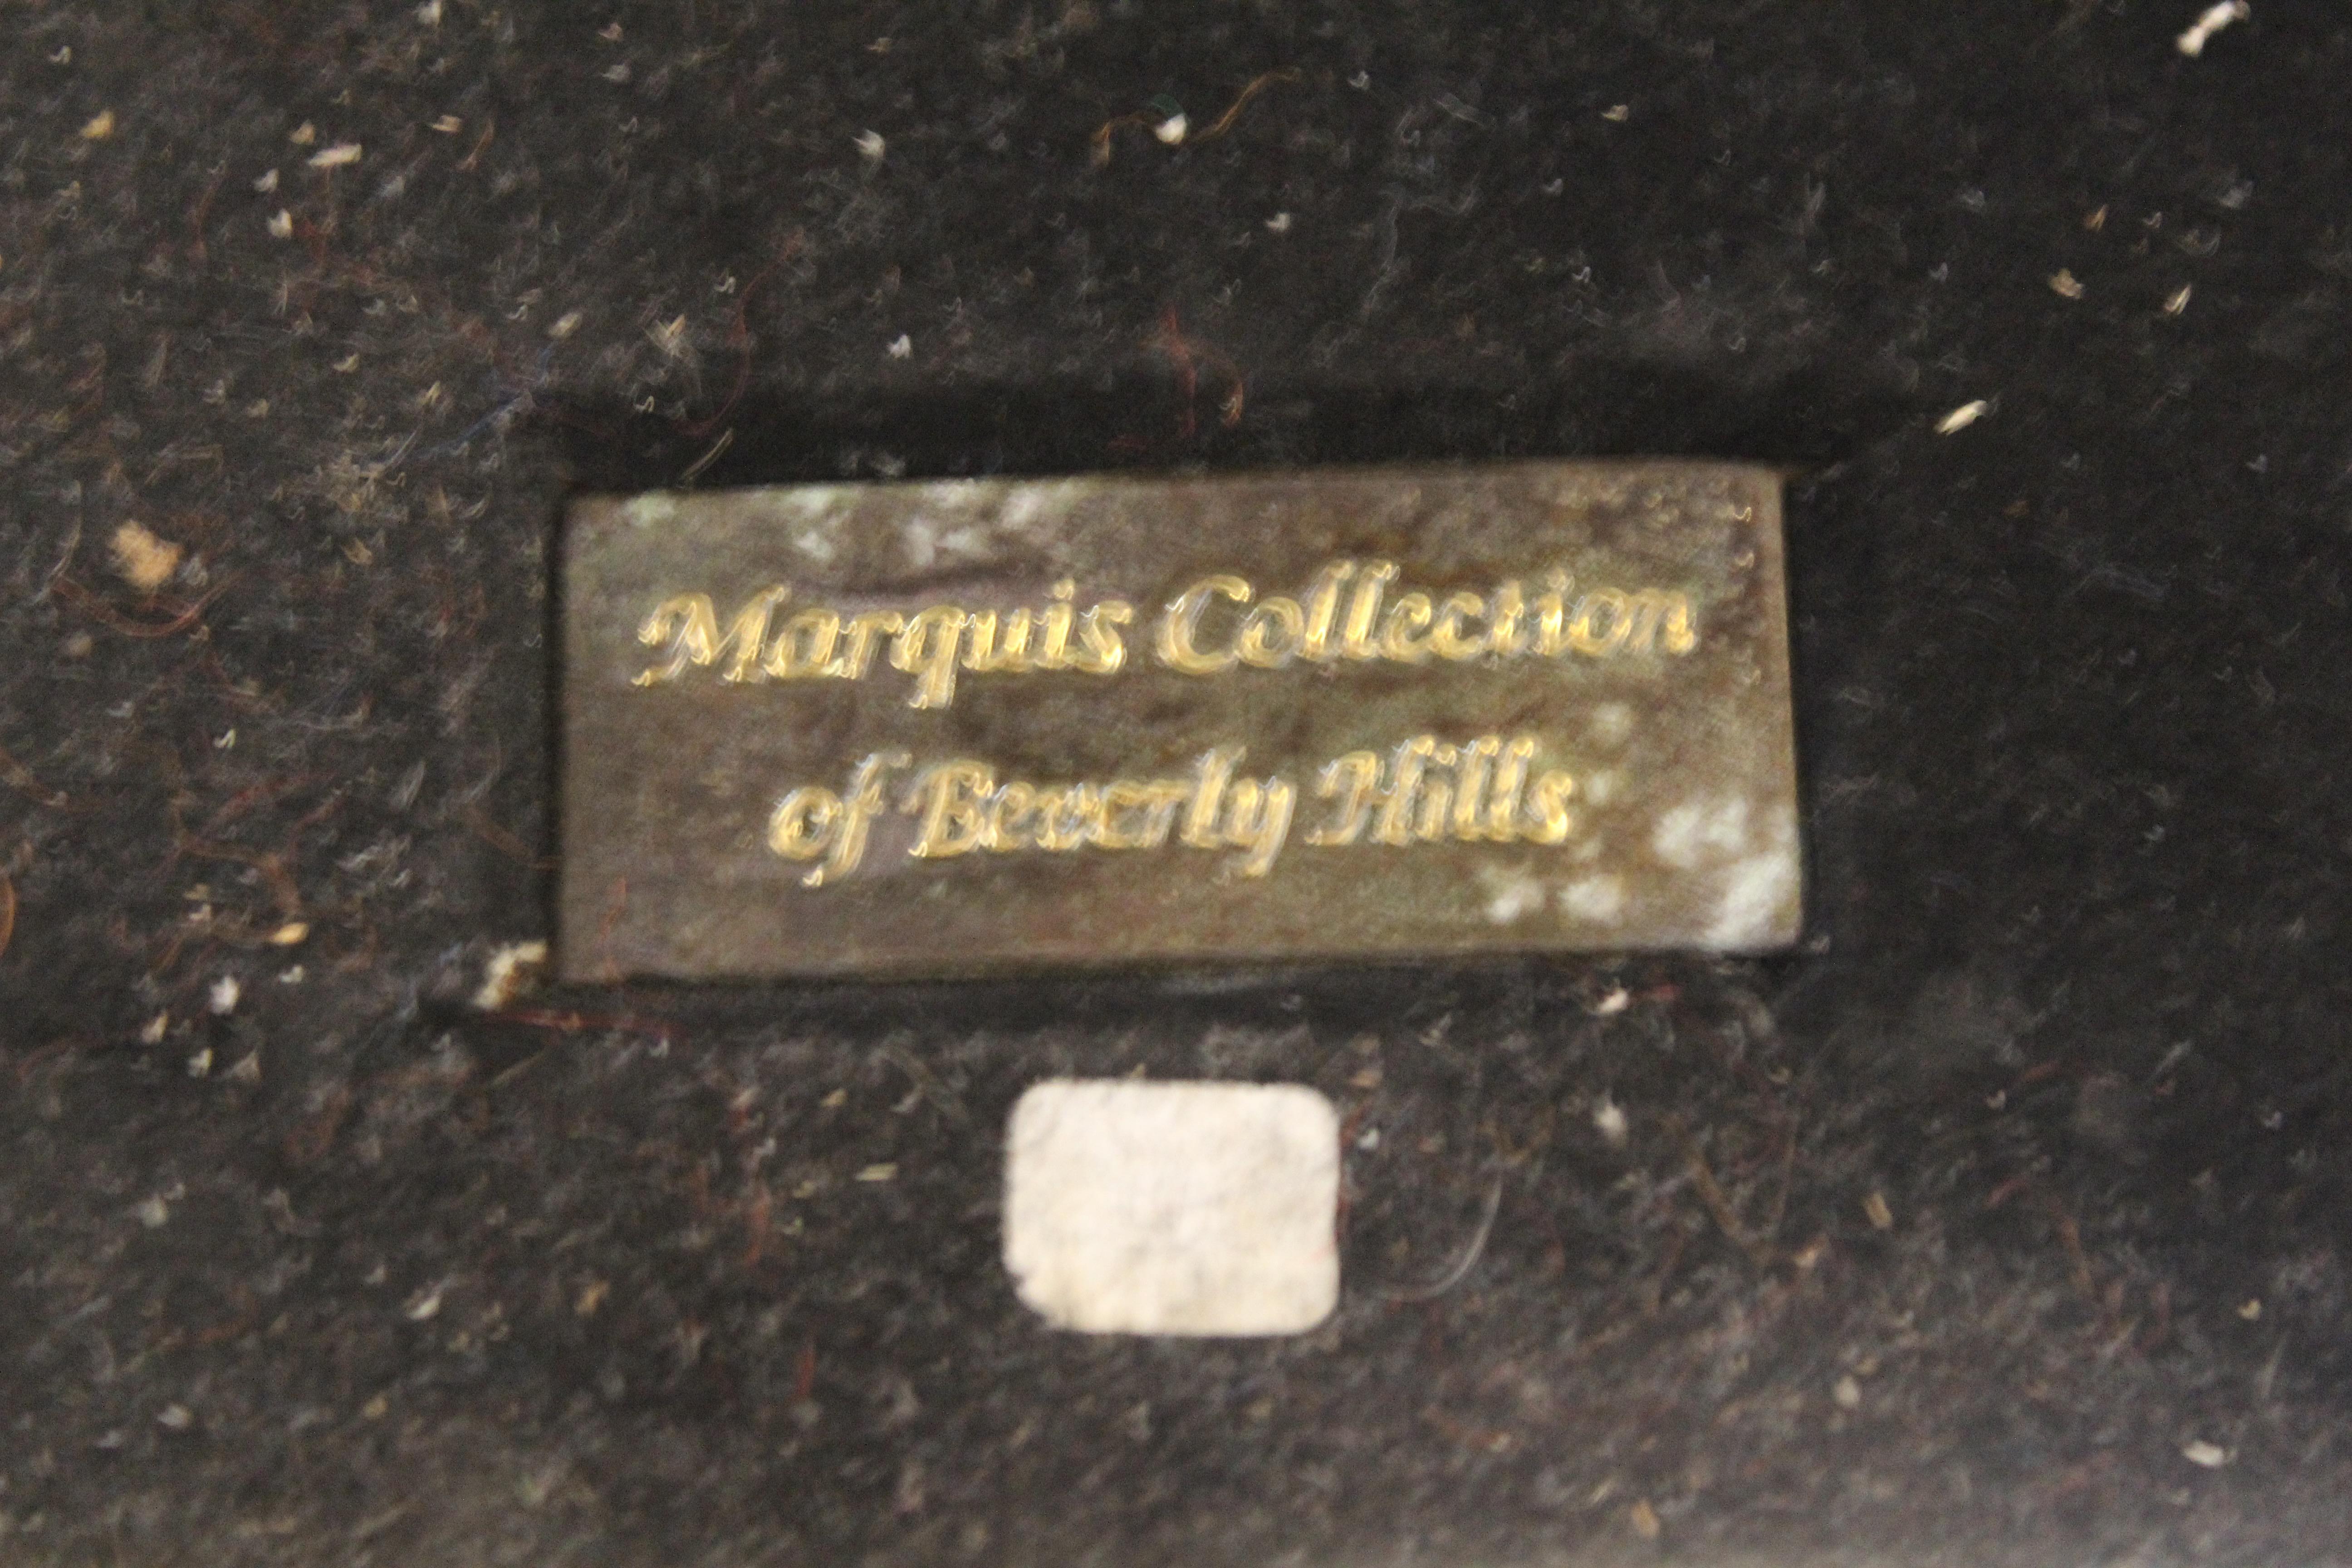 Marquis Collection
of Beverly Hills